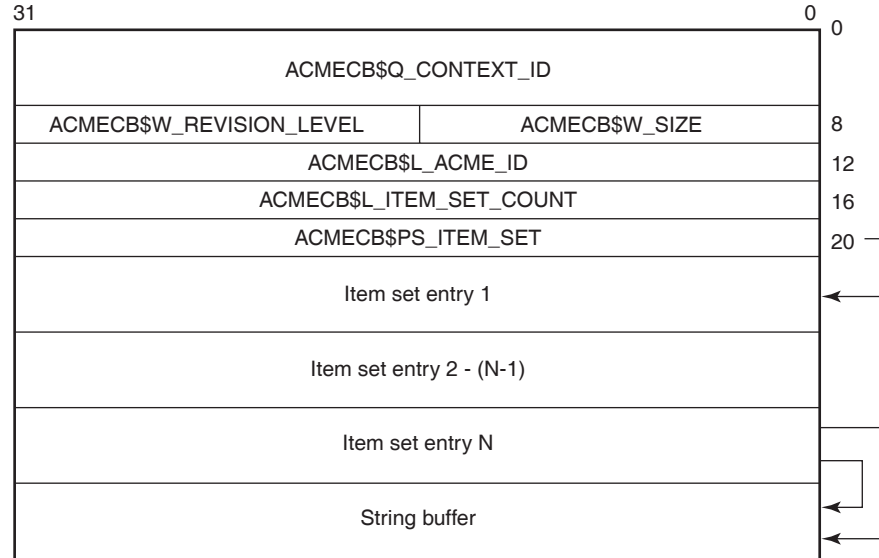 31 0
0
ACMECB$Q_CONTEXT_ID
ACMECB$W_REVISION_LEVEL ACMECB$W_SIZE 8
ACMECB$L_ACME_ID 12
ACMECB$L_ITEM_SET_COUNT 16
ACMECB$PS_ITEM_SET 20
Item set entry 1
Item set entry 2 - (N-1)
Item set entry N
String buffer